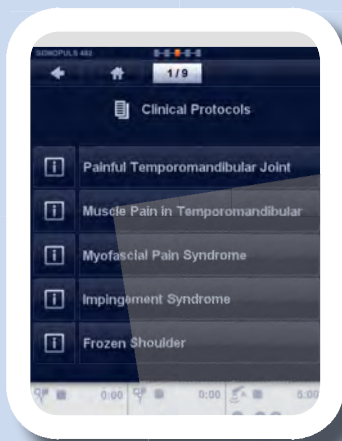 SONOPULS 492
1/9
Clinical Protocols
Painful Temporomandibular Joint
Muscle Pain in Temporomandibular
Myofascial Pain Syndrome
Impingement Syndrome
Frozen Shoulder
0:00 0:00 5:00